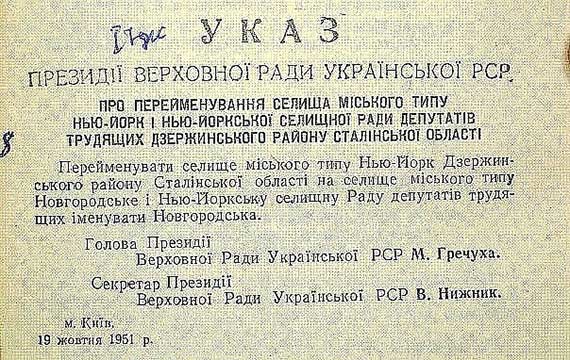 УКАЗ
ПРЕЗИДІЇ ВЕРХОВНОЇ РАДИ УКРАЇНСЬКОЇ РСР
ПРО ПЕРЕЙМЕНУВАННЯ СЕЛИЩА МІСЬКОГО ТИПУ
НЬЮ-ЙОРК І НЬЮ-ЙОРКСЬКОЇ СЕЛИЩНОЇ РАДИ ДЕПУТАТІВ
ТРУДЯЩИХ ДЗЕРЖИНСЬКОГО РАЙОНУ СТАЛІНСЬКОЇ ОБЛАСТІ
Перейменувати селище міського типу Нью-Йорк Дзержин-
ського району Сталінської області на селище міського типу
Новгородське і Нью-Йоркську селищну Раду депутатів трудя-
щих іменувати Новгородська.
Голова Президії
Верховної Ради Української РСР М. Гречуха.
Секретар Президії
Верховної Ради Української РСР В. Нижник.
м. Київ,
19 жовтня 1951 р.